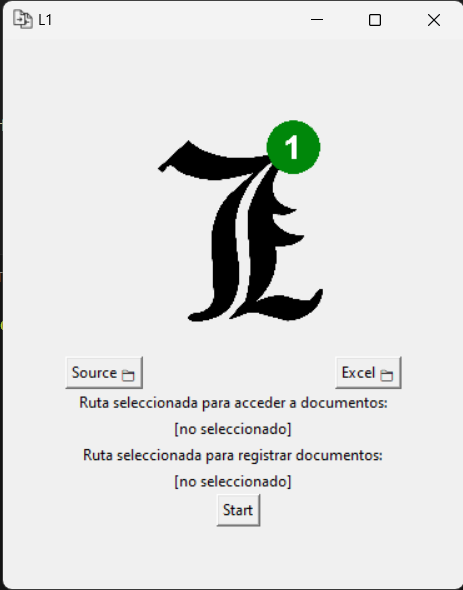 L1
1
L
Source
Excel
Ruta seleccionada para acceder a documentos:
[no seleccionado]
Ruta seleccionada para registrar documentos:
[no seleccionado]
Start